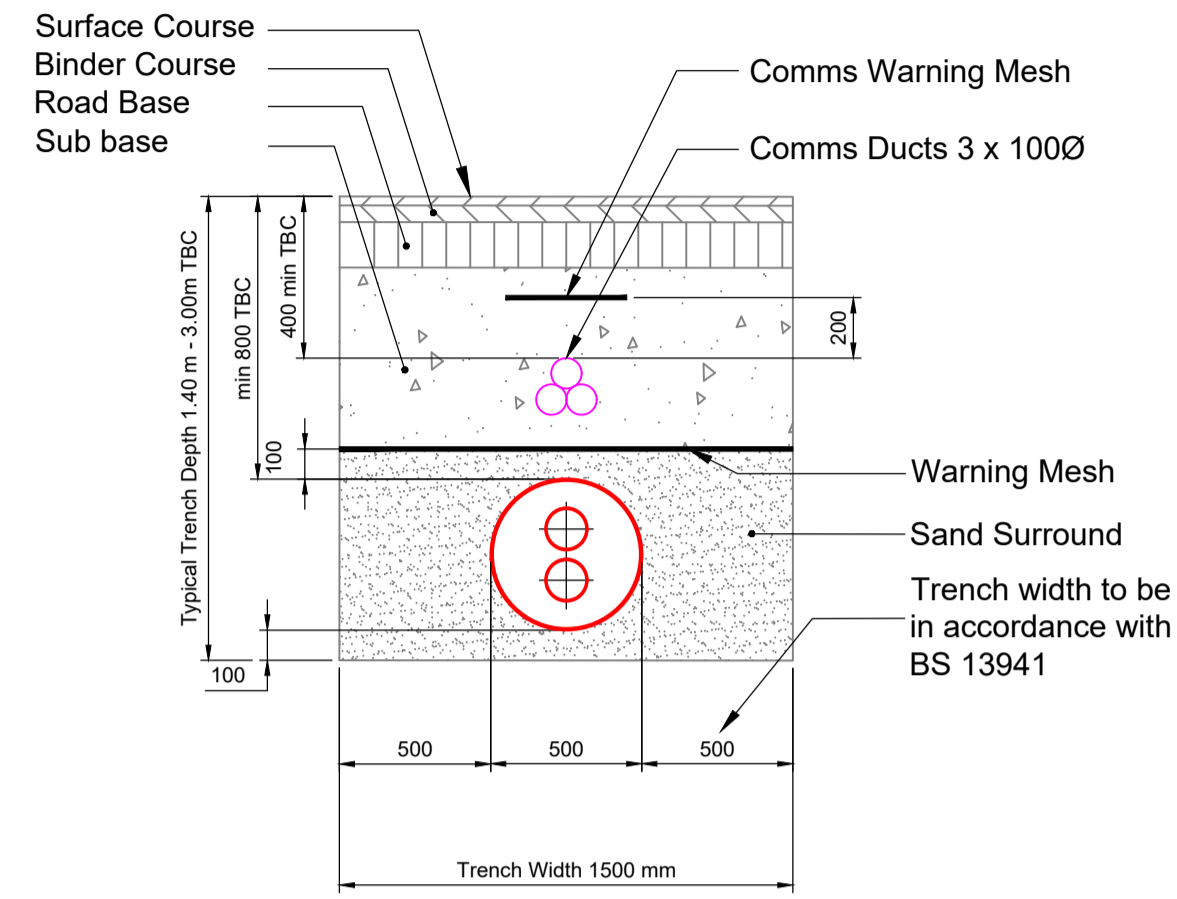 Surface Course
Binder Course
Road Base
Sub base
Comms Warning Mesh
Comms Ducts 3 x 100Ø
Typical Trench Depth 1.40 m - 3.00m TBC
min 800 TBC
400 min TBC
200
100
Warning Mesh
Sand Surround
Trench width to be
in accordance with
BS 13941
100
500
500
500
Trench Width 1500 mm